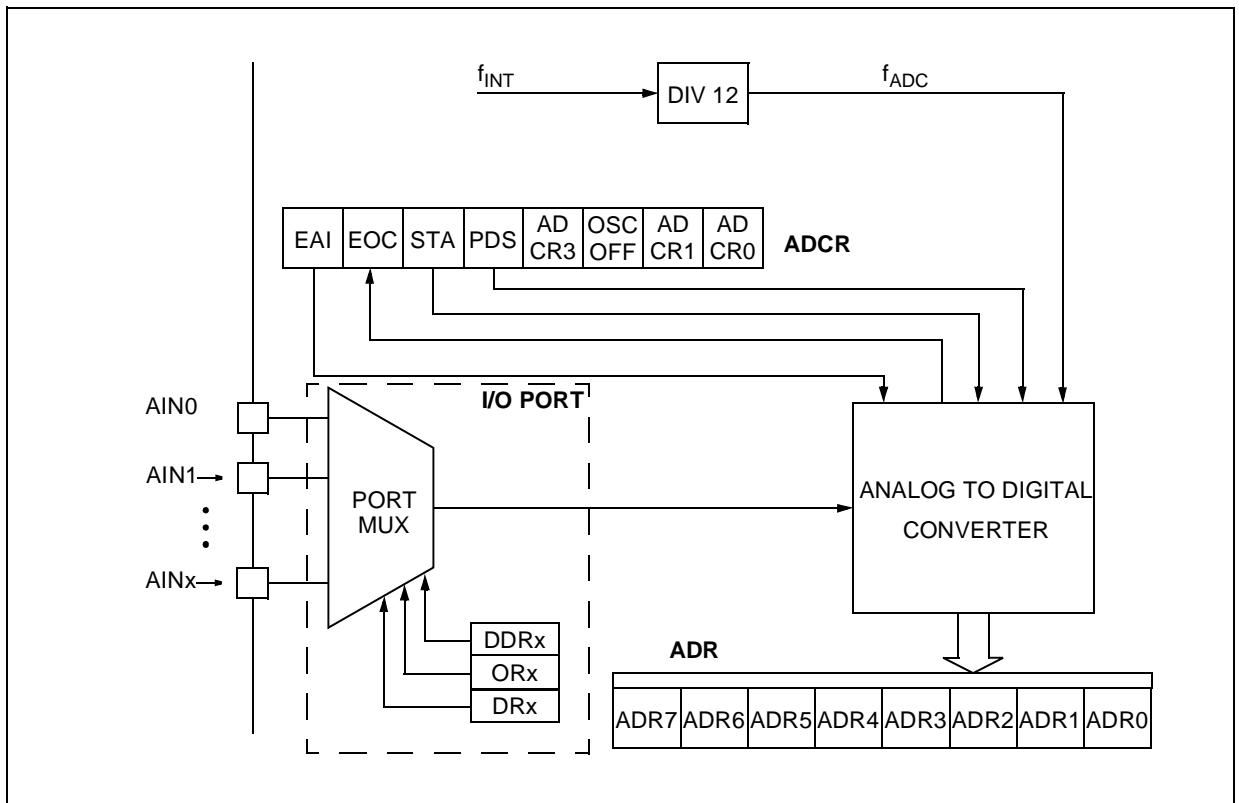 fINT
DIV 12
fADC
EAI EOC STA PDS AD CR3 OSC OFF AD CR1 AD CR0
ADCR
I/O PORT
AIN0
AIN1
AINx
PORT
MUX
ANALOG TO DIGITAL
CONVERTER
DDRx
ORx
DRx
ADR
ADR7 ADR6 ADR5 ADR4 ADR3 ADR2 ADR1 ADR0